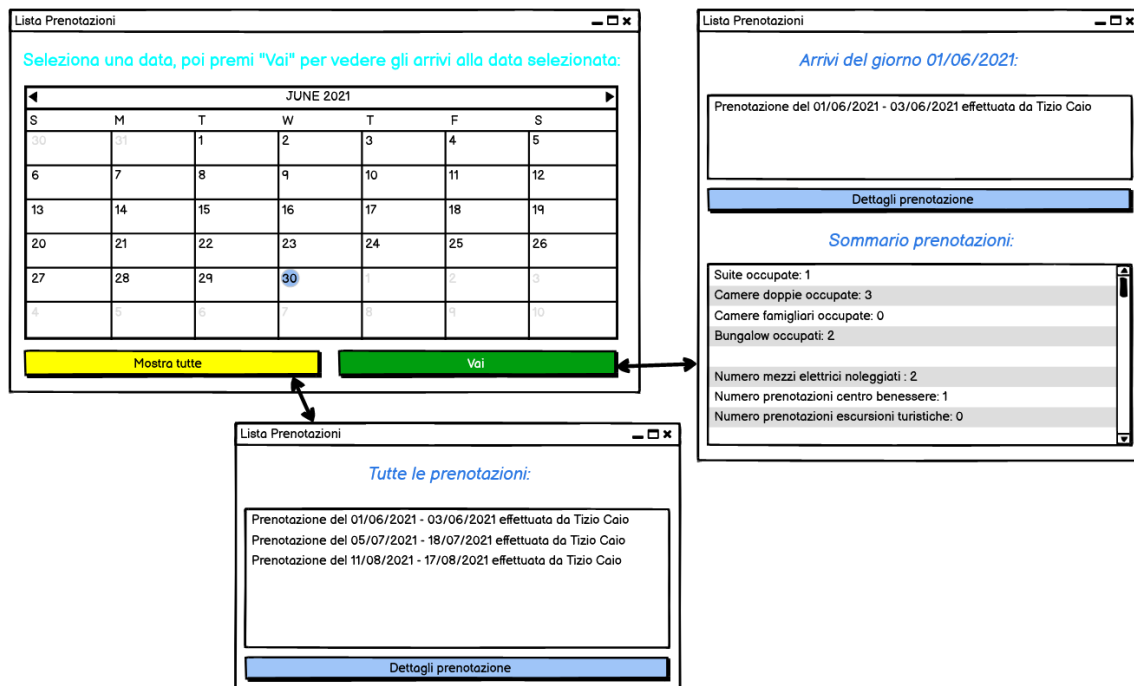 Lista Prenotazioni
Seleziona una data, poi premi "Vai" per vedere gli arrivi alla data selezionata:
JUNE 2021
S M T W T F S
30 31 1 2 3 4 5
6 7 8 9 10 11 12
13 14 15 16 17 18 19
20 21 22 23 24 25 26
27 28 29 30 1 2 3
4 5 6 7 8 9 10
Mostra tutte Vai
Lista Prenotazioni
Arrivi del giorno 01/06/2021:
Prenotazione del 01/06/2021 - 03/06/2021 effettuata da Tizio Caio
Dettagli prenotazione
Sommario prenotazioni:
Suite occupate: 1
Camere doppie occupate: 3
Camere famigliari occupate: 0
Bungalow occupati: 2
Numero mezzi elettrici noleggiati : 2
Numero prenotazioni centro benessere: 1
Numero prenotazioni escursioni turistiche: 0
Lista Prenotazioni
Tutte le prenotazioni:
Prenotazione del 01/06/2021 - 03/06/2021 effettuata da Tizio Caio
Prenotazione del 05/07/2021 - 18/07/2021 effettuata da Tizio Caio
Prenotazione del 11/08/2021 - 17/08/2021 effettuata da Tizio Caio
Dettagli prenotazione